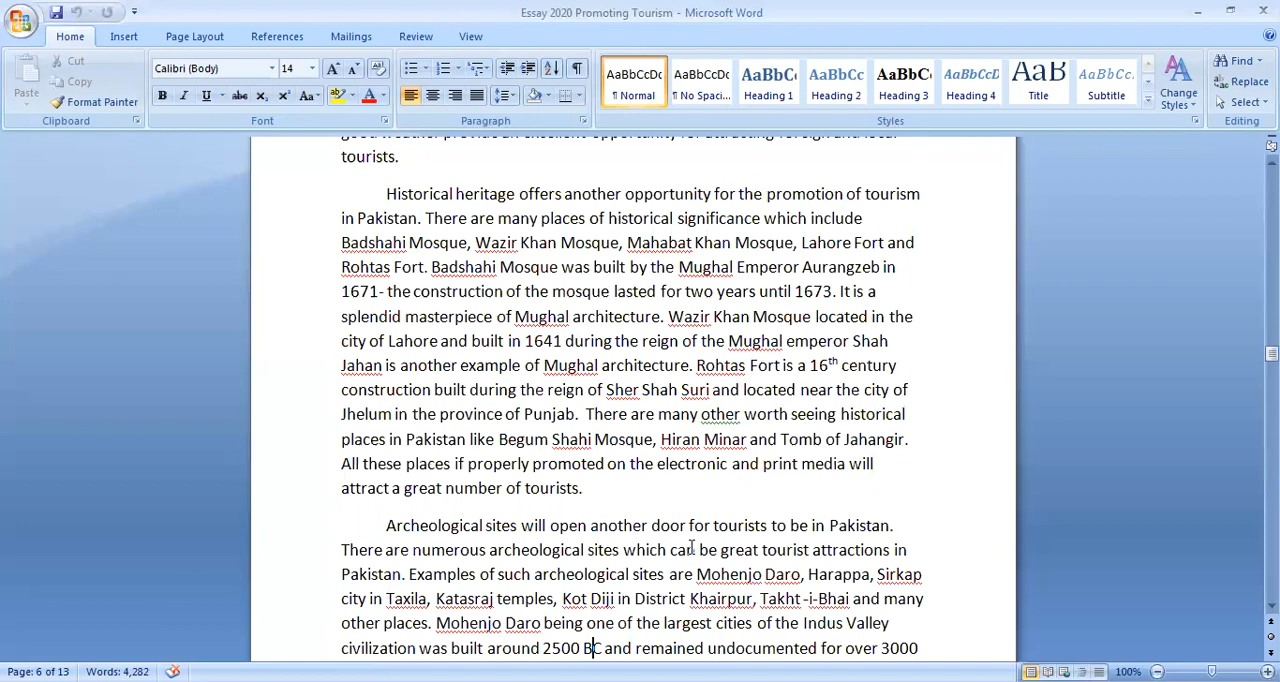 Essay 2020 Promoting Tourism - Microsoft Word
Home Insert Page Layout References Mailings Review View
Paste
Cut
Copy
Format Painter
Clipboard
Calibri (Body) 14
B I U abc x₂ x² Aa
Font
Paragraph
AaBbCcDc AaBbCcDc AaBbC AaBbCc AaBbCc AaBbCcD AaB AaBbCc.
¶ Normal ¶ No Spaci... Heading 1 Heading 2 Heading 3 Heading 4 Title Subtitle
Change Styles
Styles
Find
Replace
Select
Editing
tourists.
Historical heritage offers another opportunity for the promotion of tourism
in Pakistan. There are many places of historical significance which include
Badshahi Mosque, Wazir Khan Mosque, Mahabat Khan Mosque, Lahore Fort and
Rohtas Fort. Badshahi Mosque was built by the Mughal Emperor Aurangzeb in
1671- the construction of the mosque lasted for two years until 1673. It is a
splendid masterpiece of Mughal architecture. Wazir Khan Mosque located in the
city of Lahore and built in 1641 during the reign of the Mughal emperor Shah
Jahan is another example of Mughal architecture. Rohtas Fort is a 16th century
construction built during the reign of Sher Shah Suri and located near the city of
Jhelum in the province of Punjab.  There are many other worth seeing historical
places in Pakistan like Begum Shahi Mosque, Hiran Minar and Tomb of Jahangir.
All these places if properly promoted on the electronic and print media will
attract a great number of tourists.
Archeological sites will open another door for tourists to be in Pakistan.
There are numerous archeological sites which can be great tourist attractions in
Pakistan. Examples of such archeological sites are Mohenjo Daro, Harappa, Sirkap
city in Taxila, Katasraj temples, Kot Diji in District Khairpur, Takht -i-Bhai and many
other places. Mohenjo Daro being one of the largest cities of the Indus Valley
civilization was built around 2500 BC and remained undocumented for over 3000
Page: 6 of 13 Words: 4,282 100%